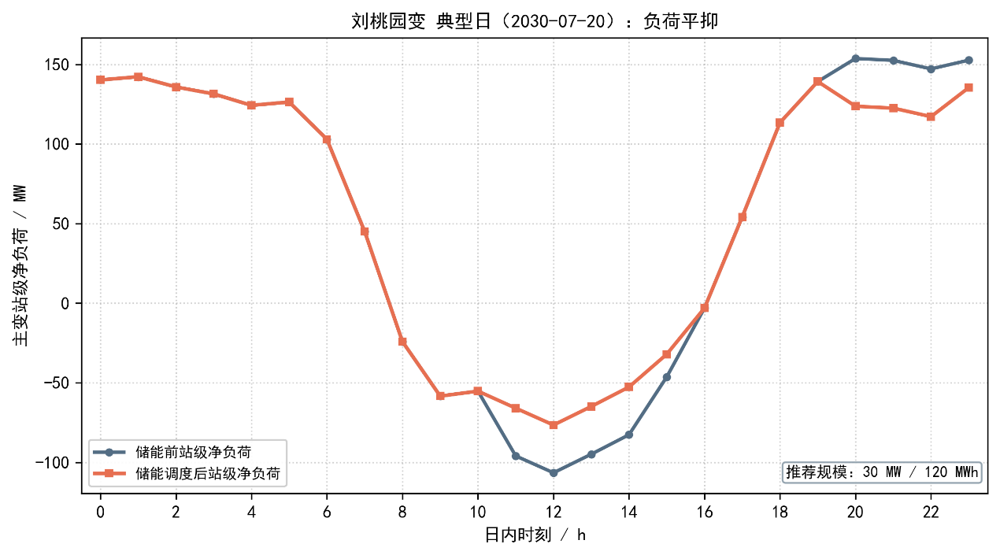 刘桃园变 典型日（2030-07-20）：负荷平抑
主变站级净负荷 / MW
150
100
50
0
-50
-100
储能前站级净负荷
储能调度后站级净负荷
推荐规模：30 MW / 120 MWh
0 2 4 6 8 10 12 14 16 18 20 22
日内时刻 / h